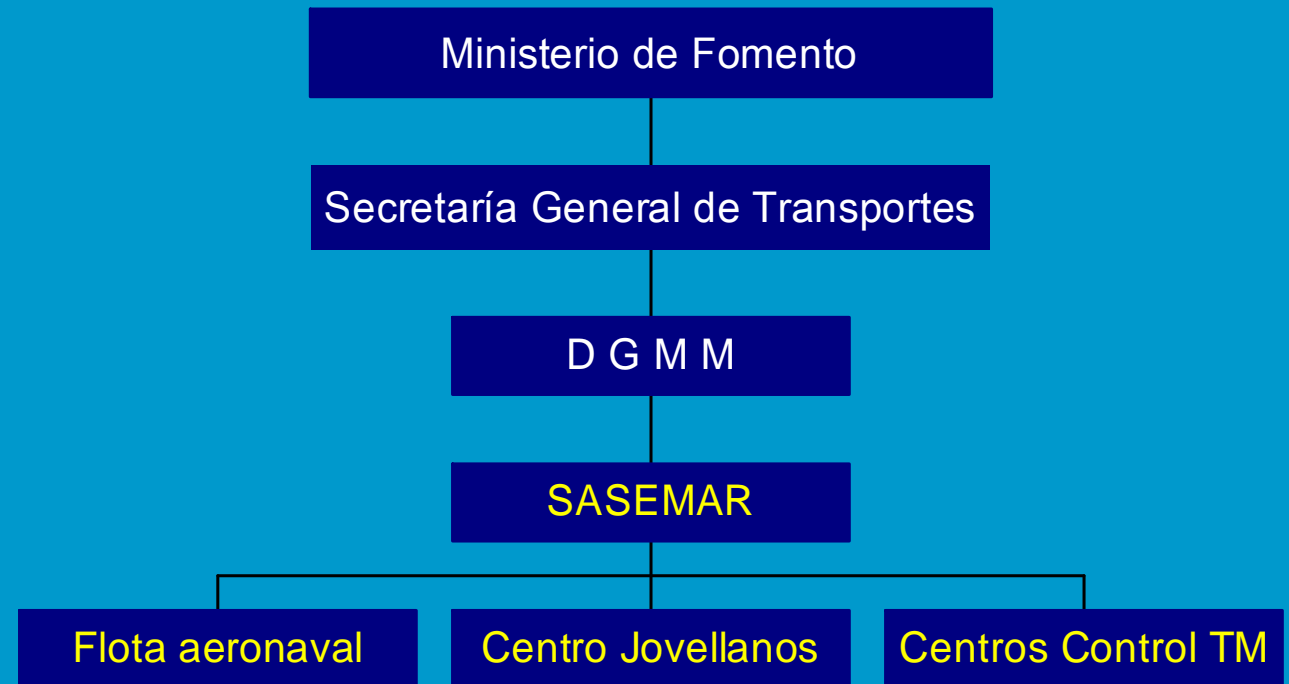 Ministerio de Fomento
Secretaría General de Transportes
D G M M
SASEMAR
Flota aeronaval
Centro Jovellanos
Centros Control TM